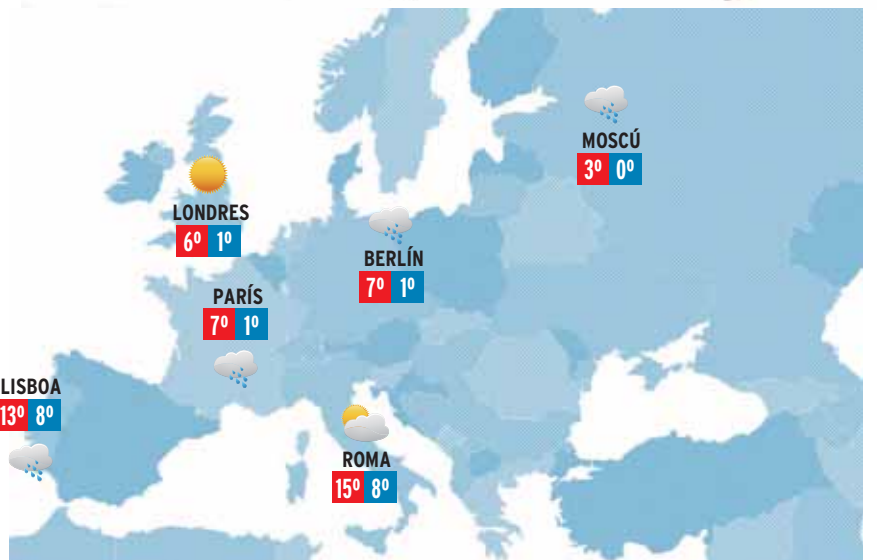 MOSCÚ
3º 0º
LONDRES
6º 1º
BERLÍN
7º 1º
PARÍS
7º 1º
LISBOA
13º 8º
ROMA
15º 8º